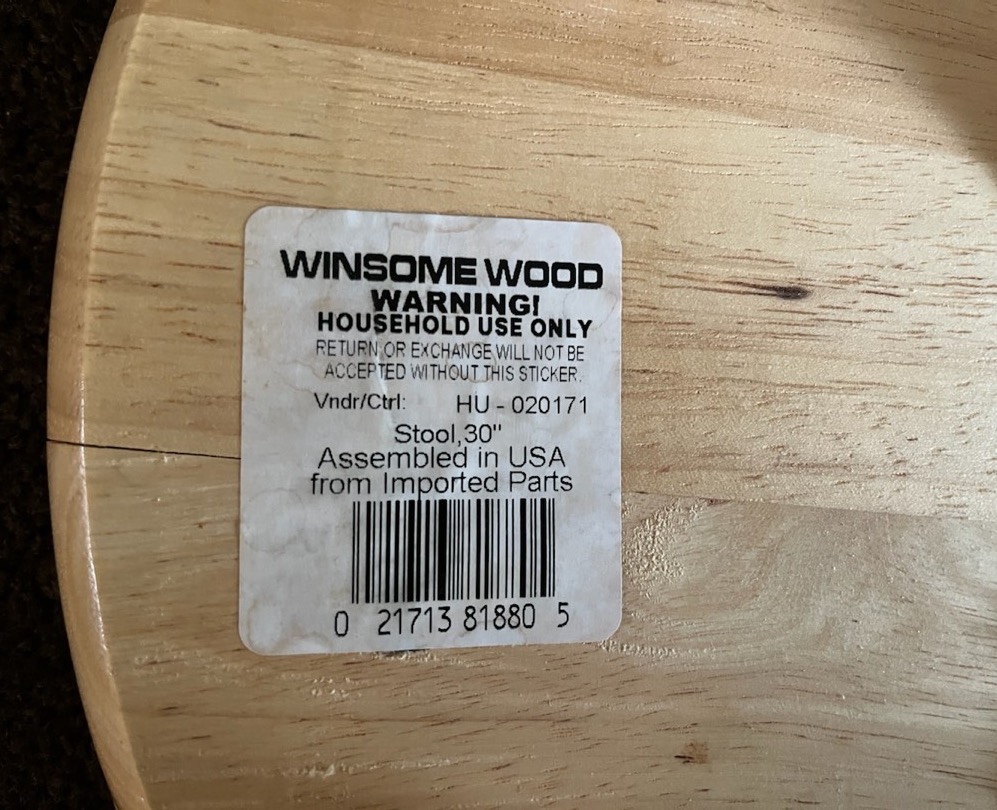 WINSOME WOOD
WARNING!
HOUSEHOLD USE ONLY
RETURN OR EXCHANGE WILL NOT BE
ACCEPTED WITHOUT THIS STICKER.
Vndr/Ctrl: HU - 020171
Stool,30"
Assembled in USA
from Imported Parts
0 21713 81880 5